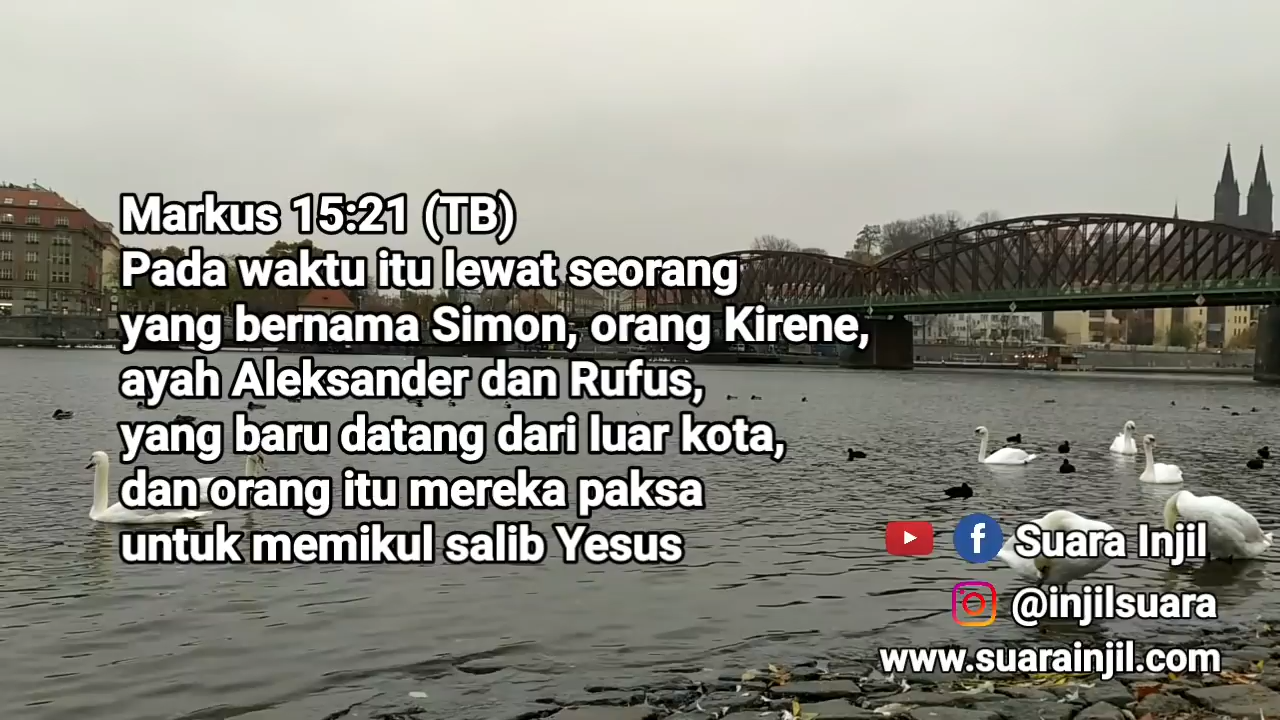 Markus 15:21 (TB)
Pada waktu itu lewat seorang
yang bernama Simon, orang Kirene,
ayah Aleksander dan Rufus,
yang baru datang dari luar kota,
dan orang itu mereka paksa
untuk memikul salib Yesus
Suara Injil
@injilsuara
www.suarainjil.com